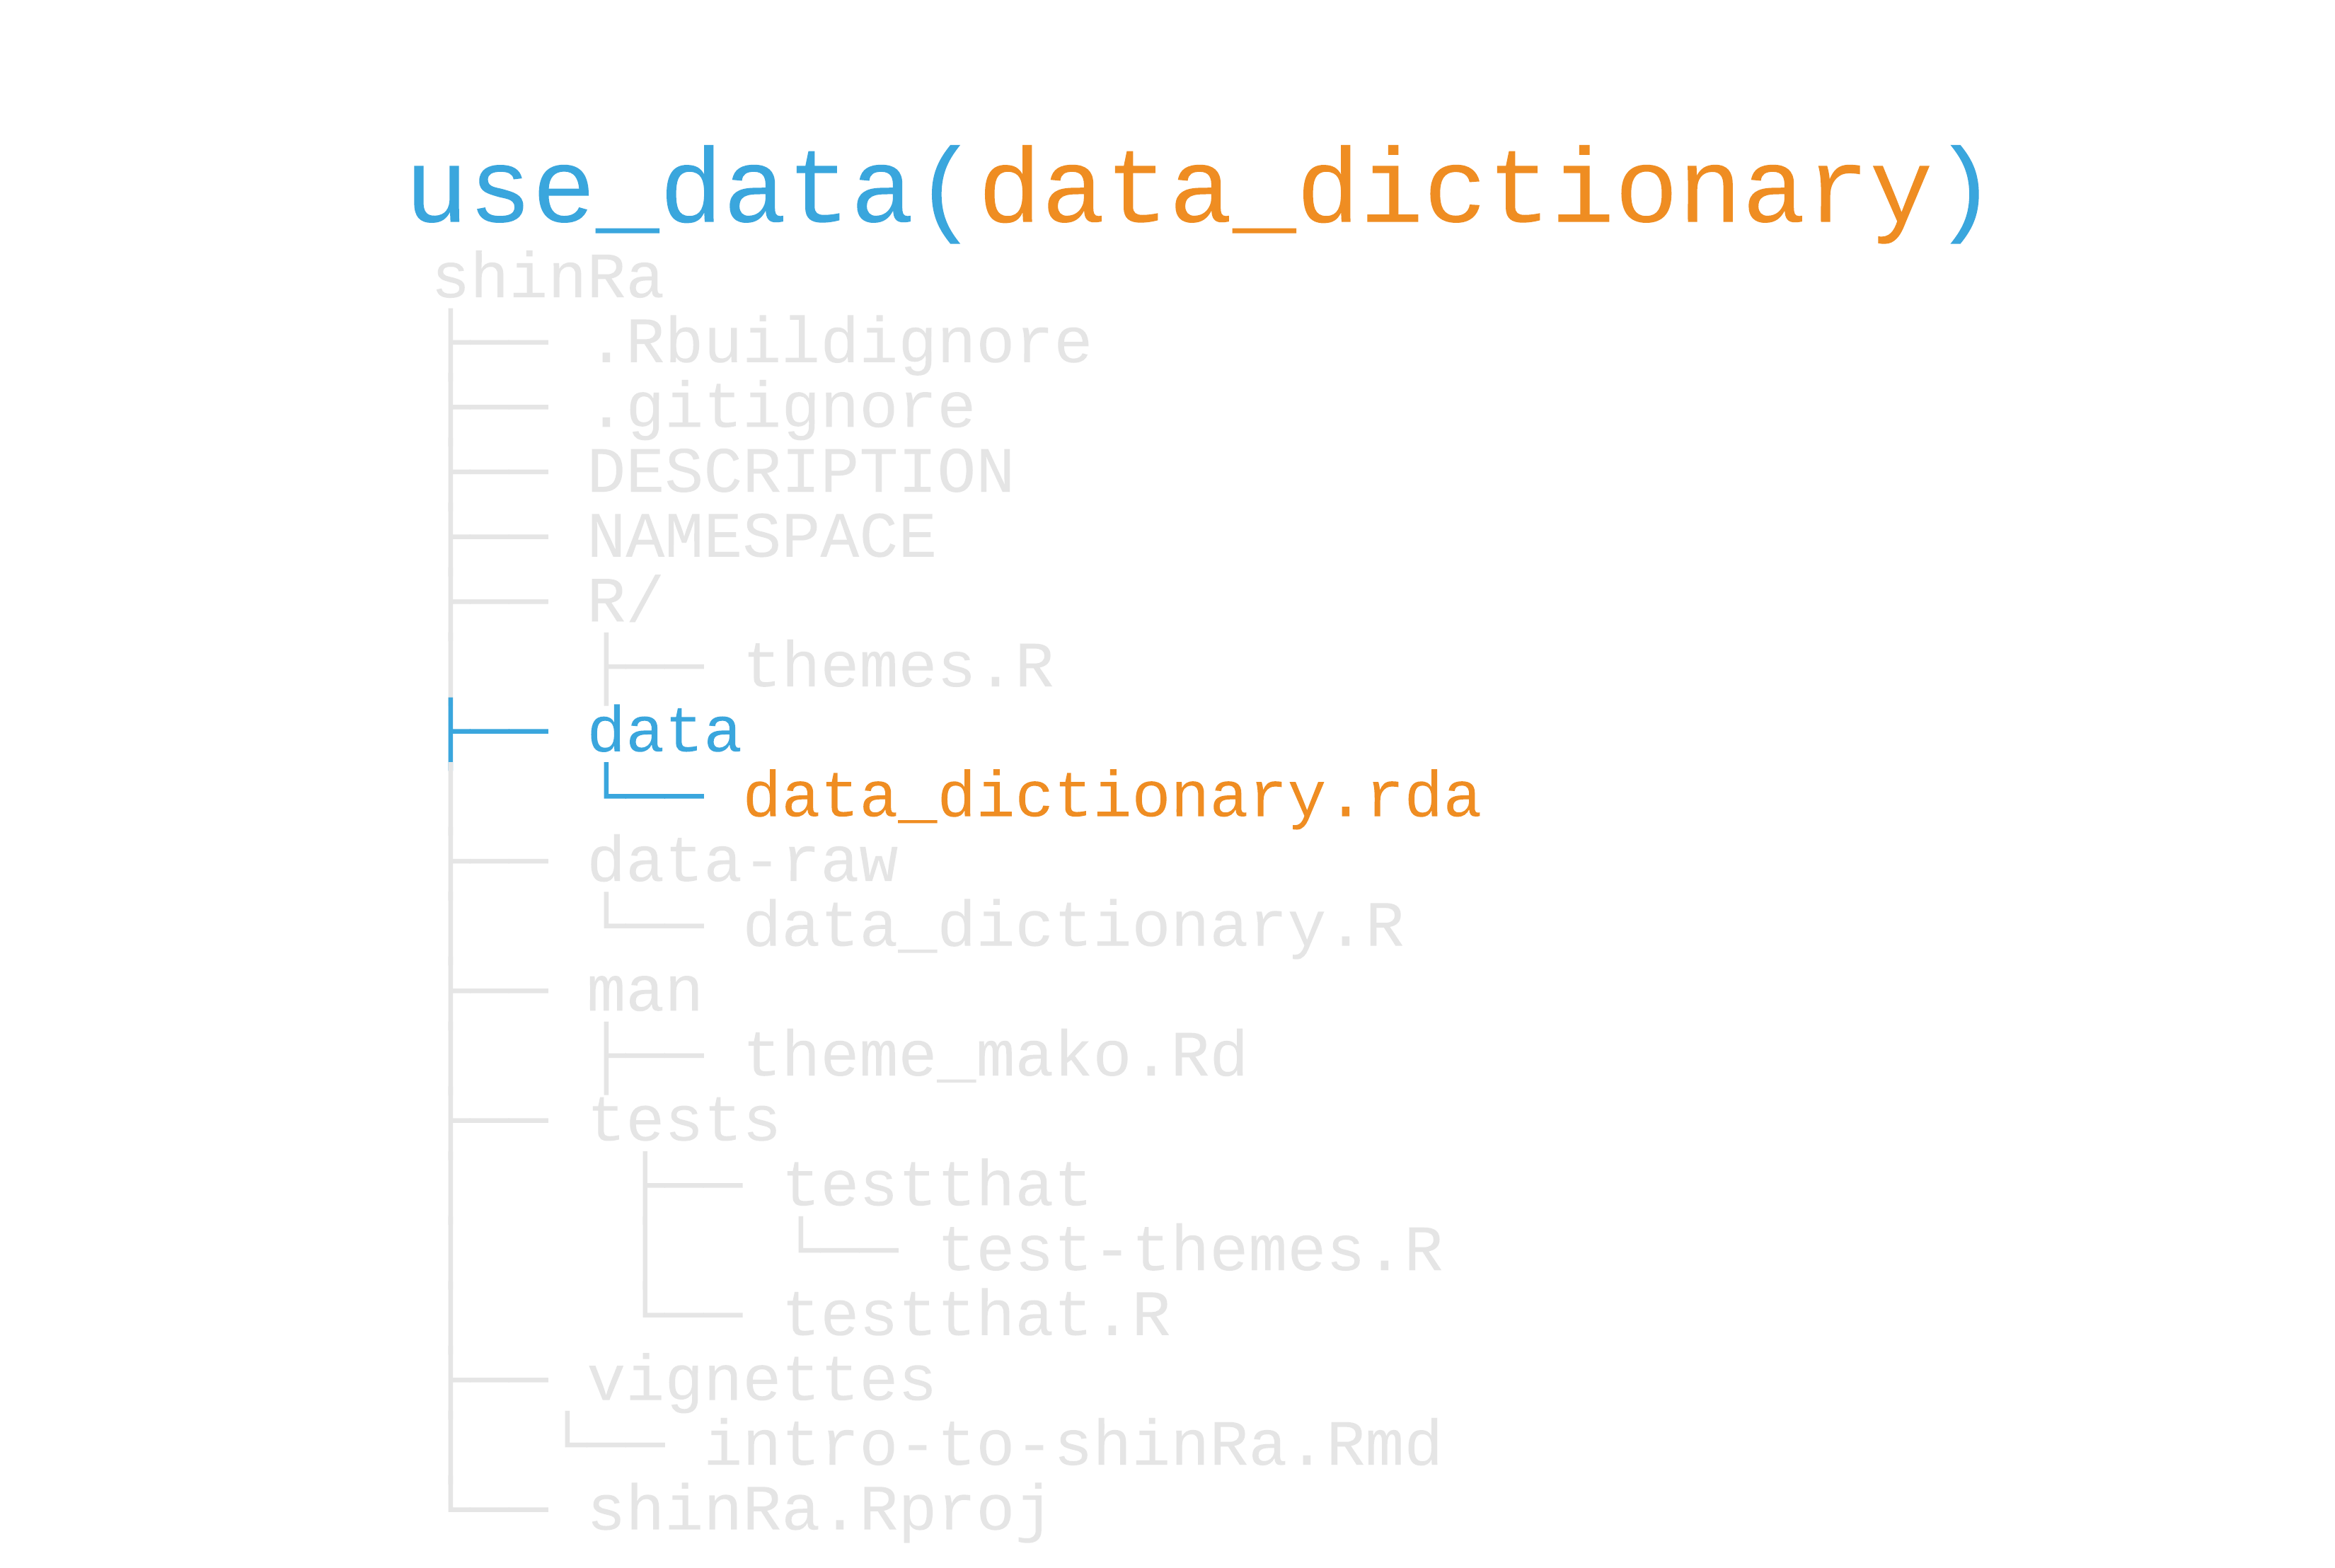 use_data(data_dictionary)
shinRa
├── .Rbuildignore
├── .gitignore
├── DESCRIPTION
├── NAMESPACE
├── R/
│   ├── themes.R
├── data
│   └── data_dictionary.rda
├── data-raw
│   └── data_dictionary.R
├── man
│   ├── theme_mako.Rd
├── tests
│    ├── testthat
│    │   └── test-themes.R
│    └── testthat.R
├── vignettes
│  └── intro-to-shinRa.Rmd
└── shinRa.Rproj